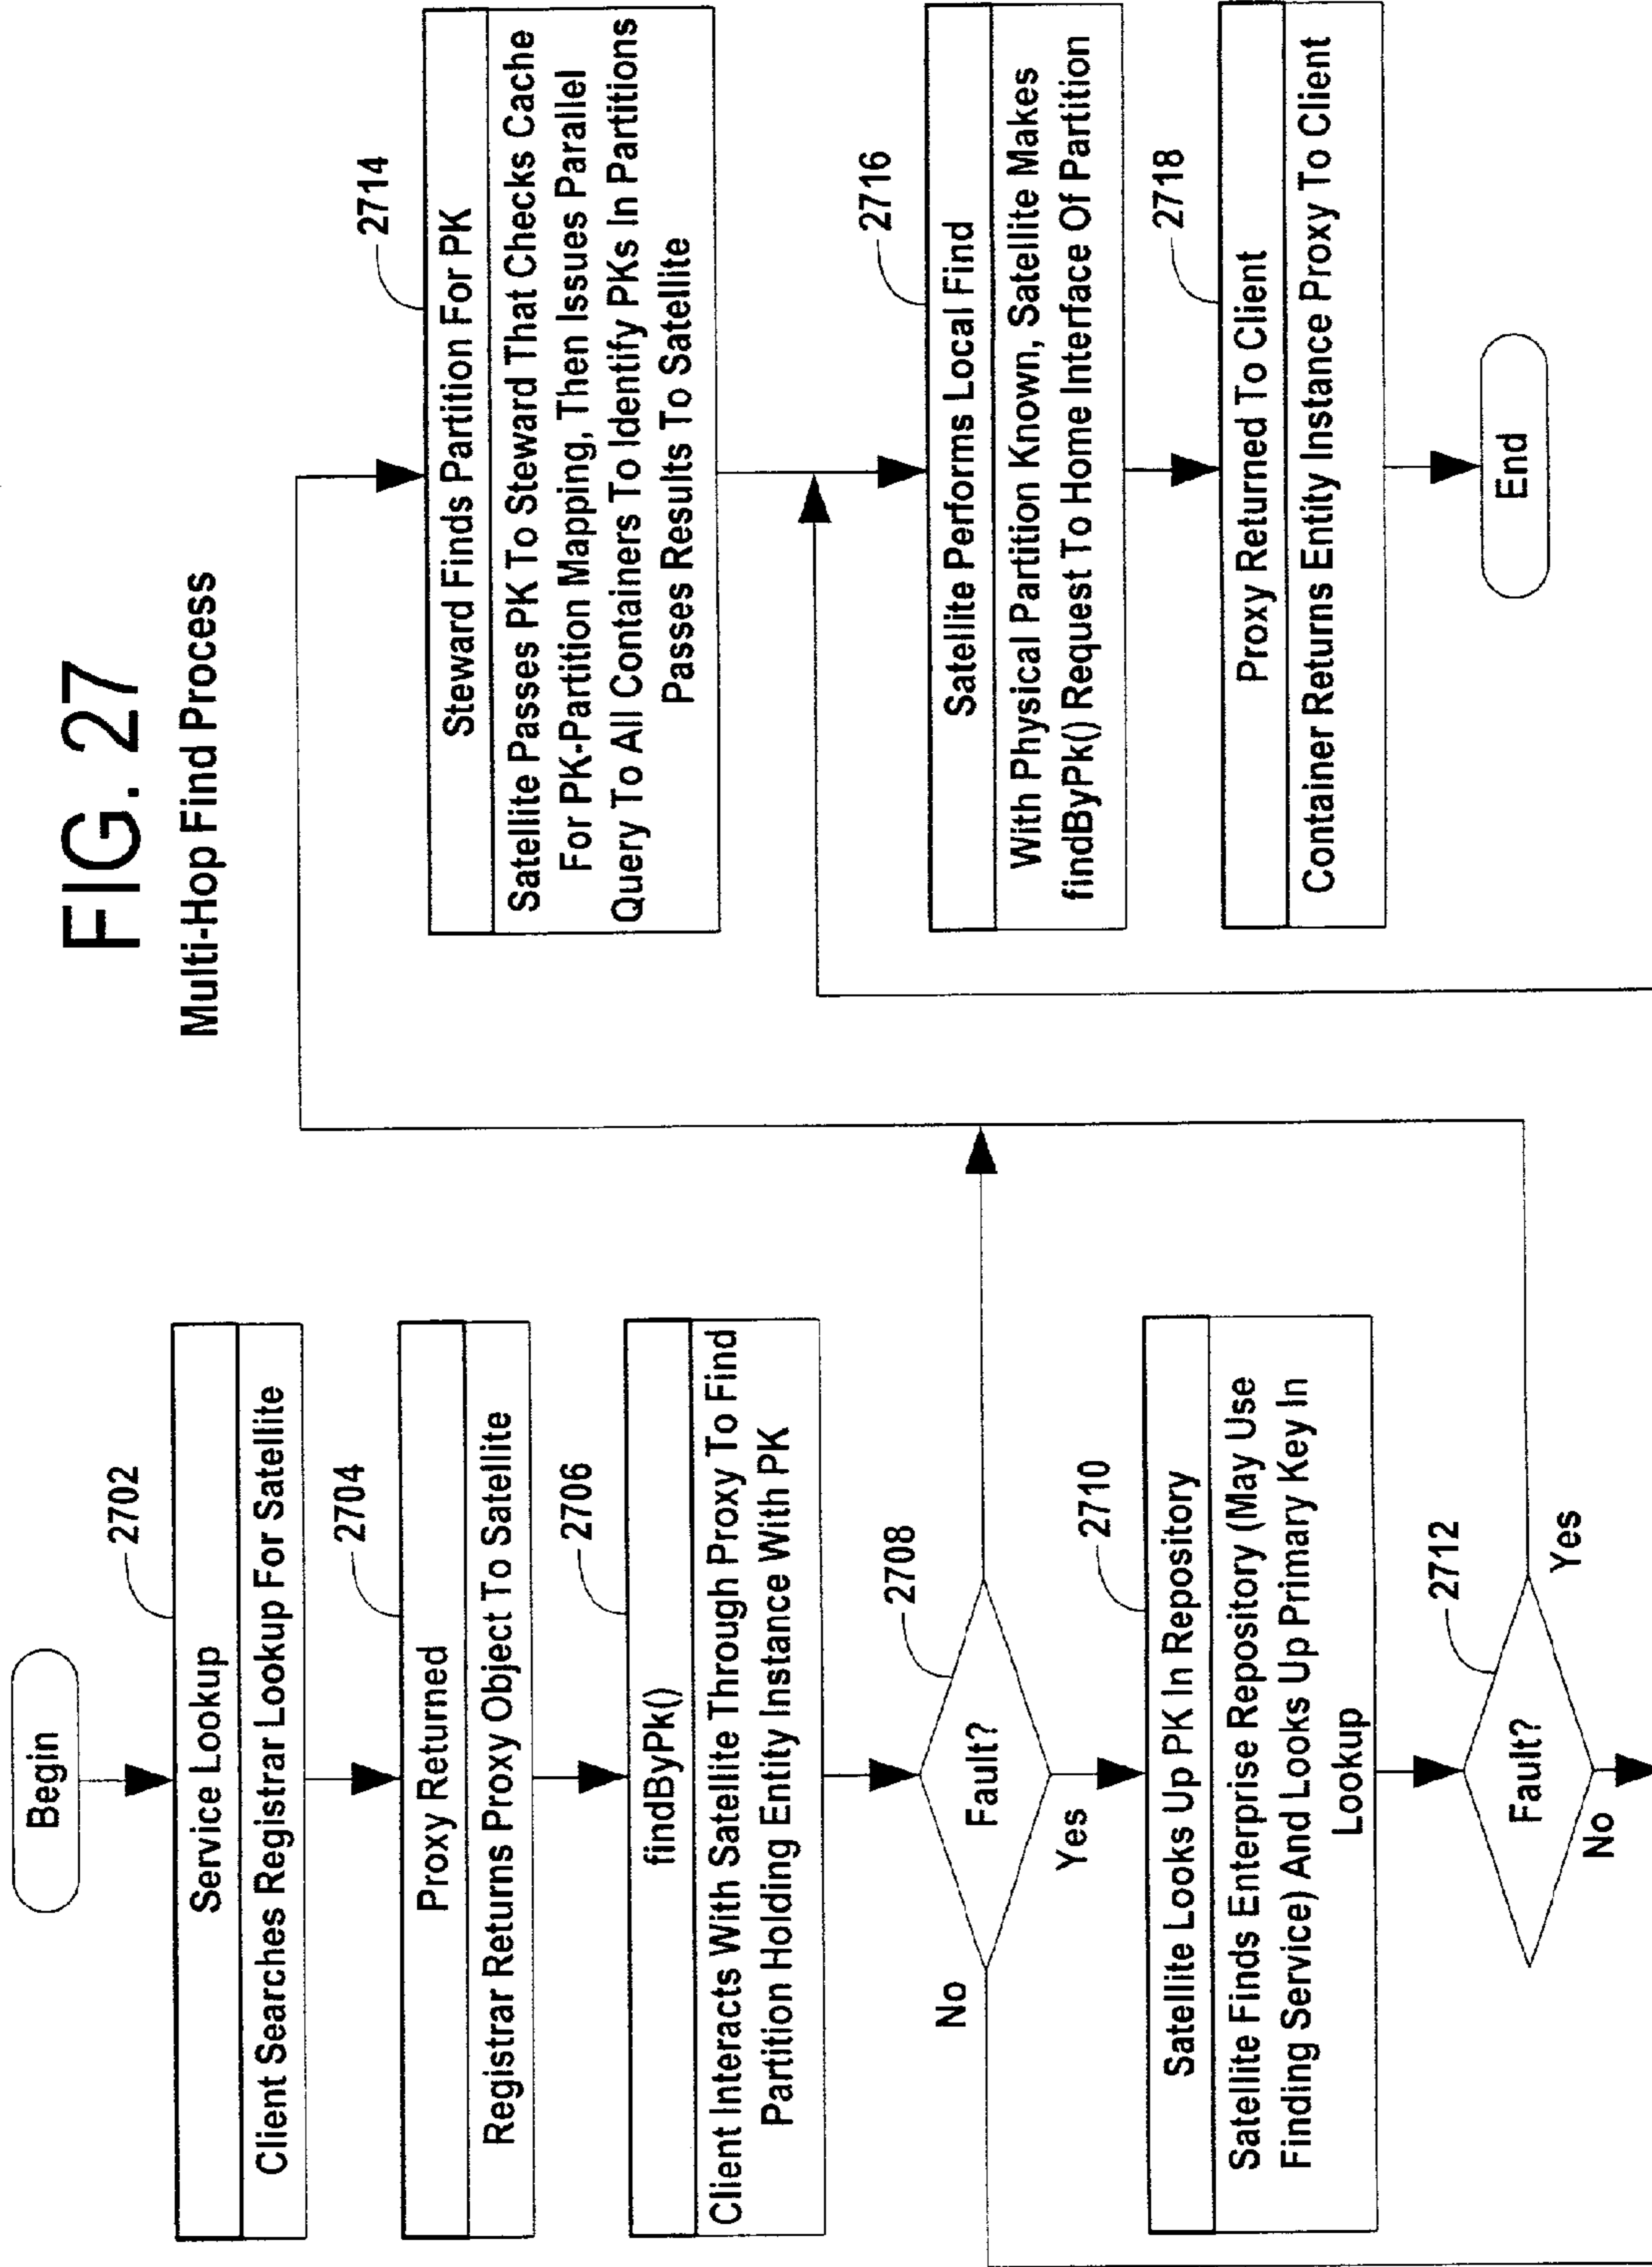 FIG. 27
Multi-Hop Find Process
Begin
2702
Service Lookup
Client Searches Registrar Lookup For Satellite
2704
Proxy Returned
Registrar Returns Proxy Object To Satellite
2706
findByPk()
Client Interacts With Satellite Through Proxy To Find
Partition Holding Entity Instance With PK
2708
Fault?
No
Yes
2710
Satellite Looks Up PK In Repository
Satellite Finds Enterprise Repository (May Use
Finding Service) And Looks Up Primary Key In
Lookup
2712
Fault?
Yes
No
2714
Steward Finds Partition For PK
Satellite Passes PK To Steward That Checks Cache
For PK-Partition Mapping, Then Issues Parallel
Query To All Containers To Identify PKs In Partitions
Passes Results To Satellite
2716
Satellite Performs Local Find
With Physical Partition Known, Satellite Makes
findByPk() Request To Home Interface Of Partition
2718
Proxy Returned To Client
Container Returns Entity Instance Proxy To Client
End